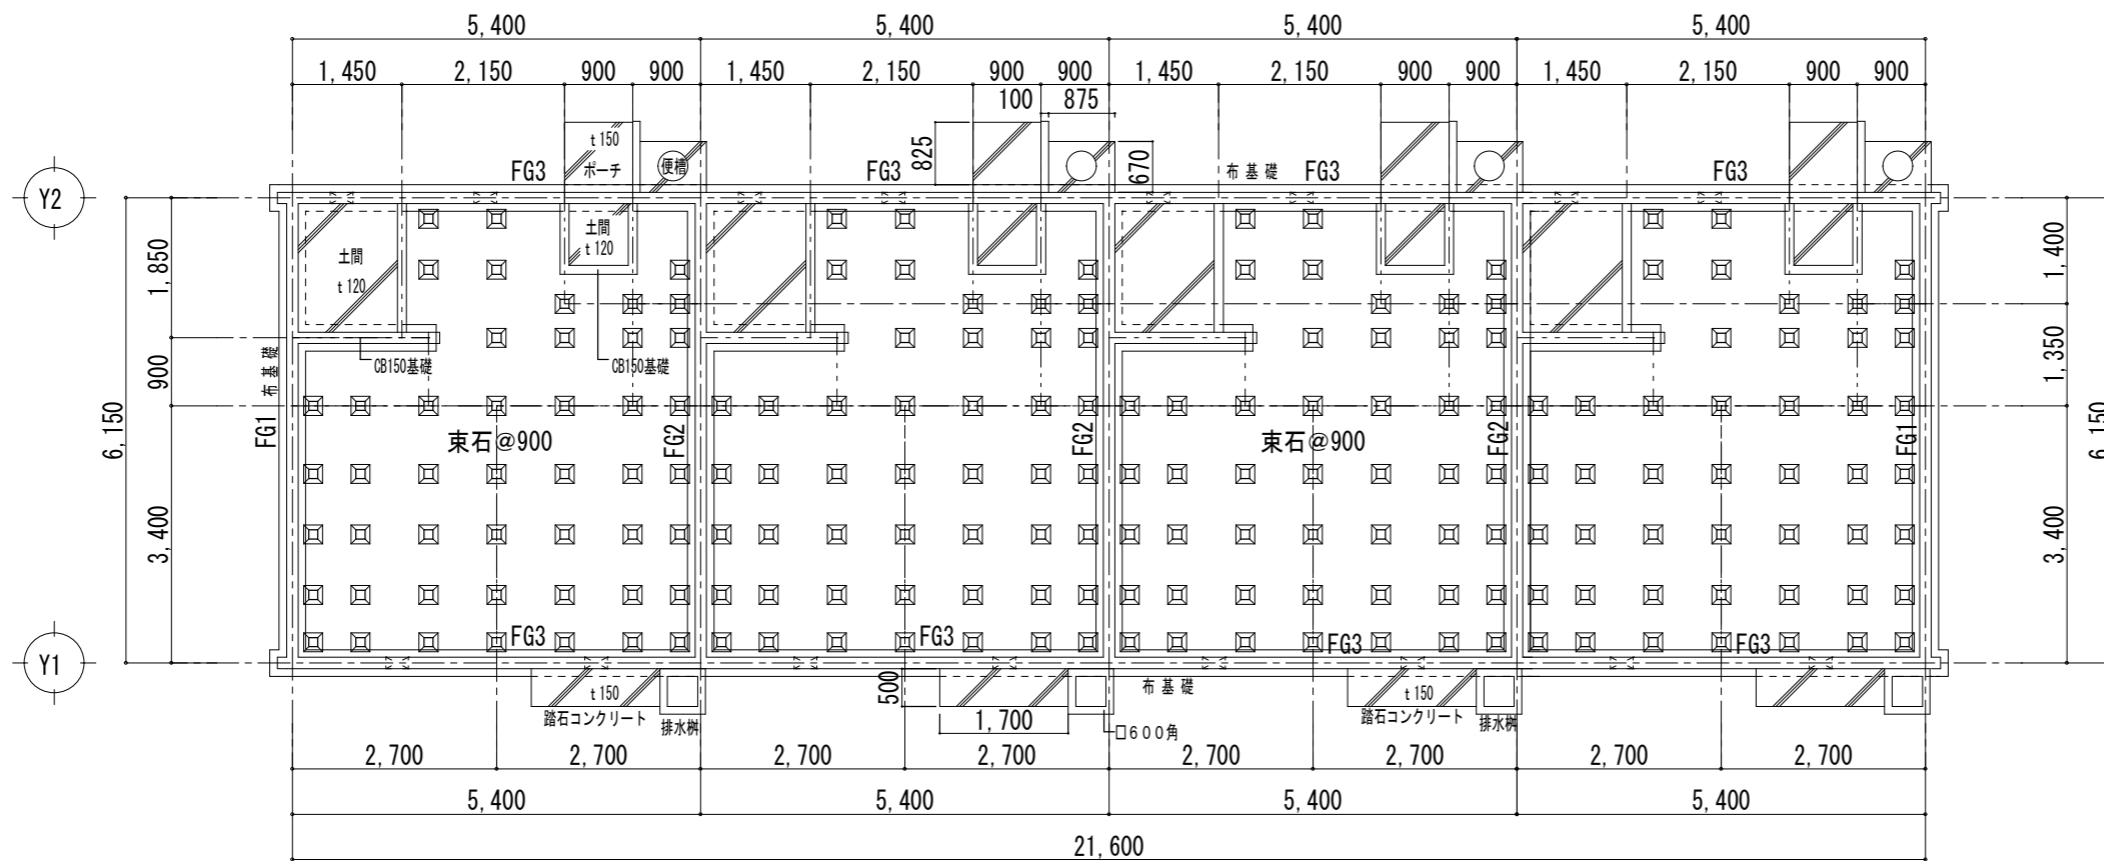 5,400 5,400 5,400 5,400
1,450 2,150 900 900 1,450 2,150 900 900 1,450 2,150 900 900 1,450 2,150 900 900
100 875
t150
825
670
FG3 ポーチ 便槽 FG3 布基礎 FG3 FG3
Y2
土間
t120
土間
t120
1,850
1,400
900
1,350
CB150基礎 CB150基礎
布基礎
6,150
6,150
FG1
束石@900
FG2
FG2
束石@900
FG2
FG1
3,400
3,400
FG3 FG3 FG3 FG3
Y1
t150
500
布基礎
t150
踏石コンクリート
排水桝
1,700
□600角
踏石コンクリート
排水桝
2,700 2,700 2,700 2,700 2,700 2,700 2,700 2,700
5,400 5,400 5,400 5,400
21,600